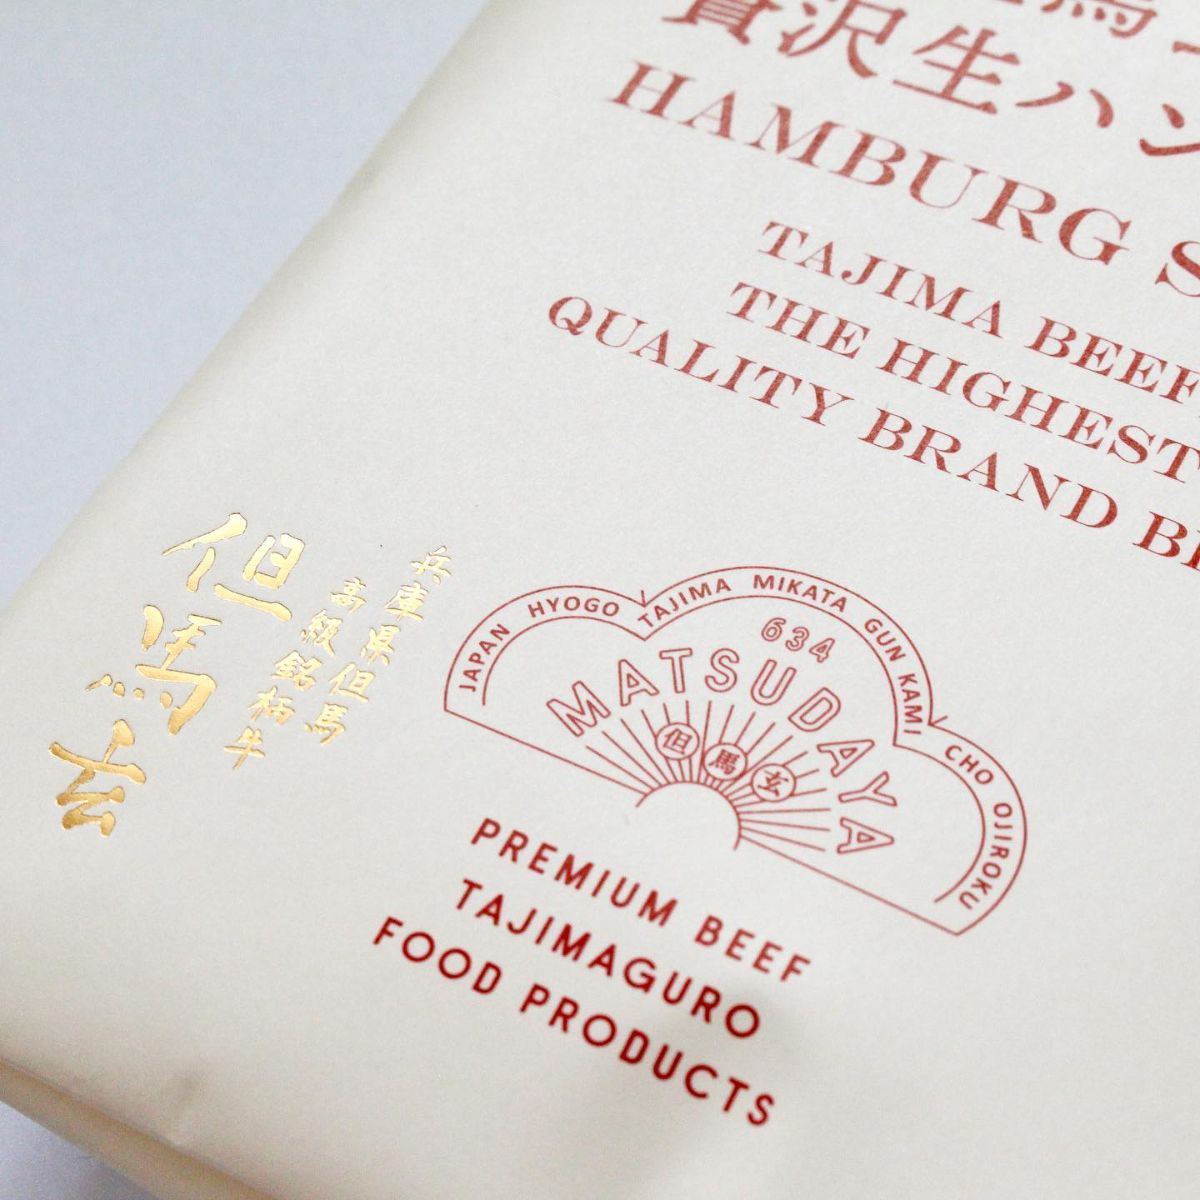 贅沢生ハン
HAMBURG S
TAJIMA BEEF
THE HIGHEST
QUALITY BRAND BE
兵庫県但馬
高級銘柄牛
但馬玄
JAPAN HYOGO TAJIMA MIKATA GUN KAMI CHO OJIROKU
634
MATSUDAYA
但馬玄
PREMIUM BEEF
TAJIMAGURO
FOOD PRODUCTS